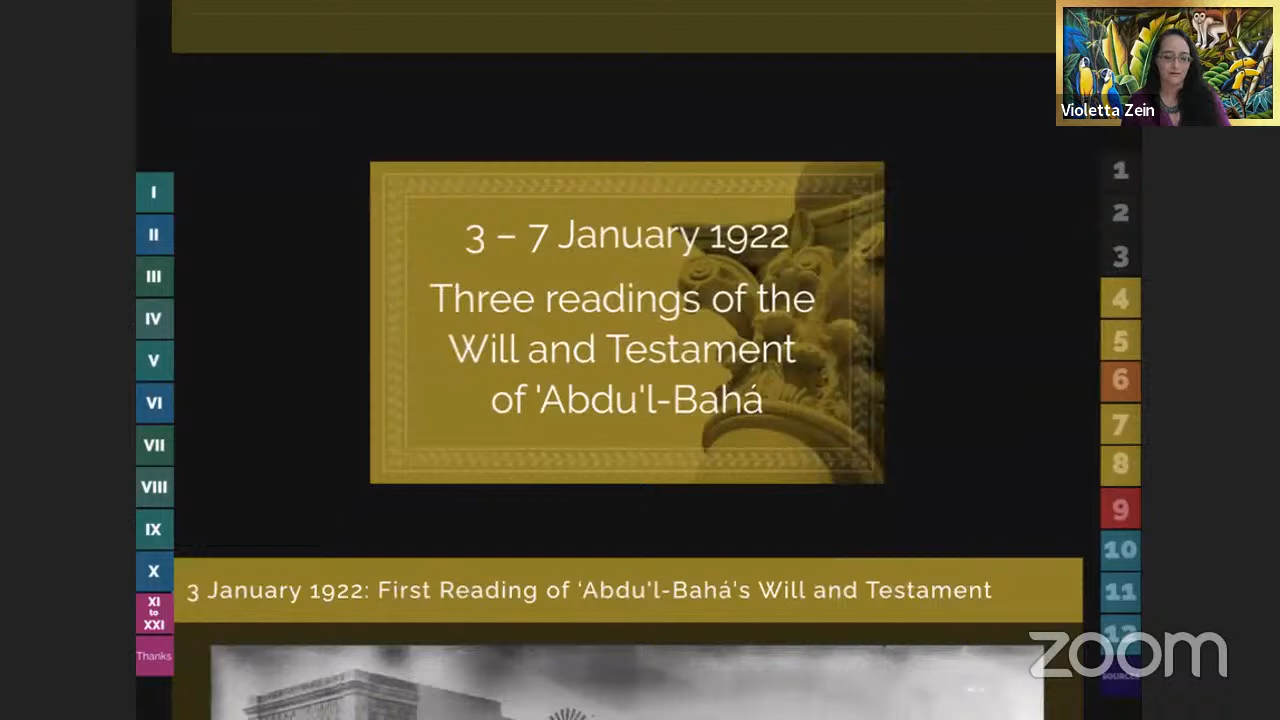 Violetta Zein
I
II
III
IV
V
VI
VII
VIII
IX
X
XI
to
XXI
Thanks
3 – 7 January 1922
Three readings of the
Will and Testament
of 'Abdu'l-Bahá
3 January 1922: First Reading of ‘Abdu'l-Bahá's Will and Testament
1
2
3
4
5
6
7
8
9
10
11
12
SOURCES
zoom